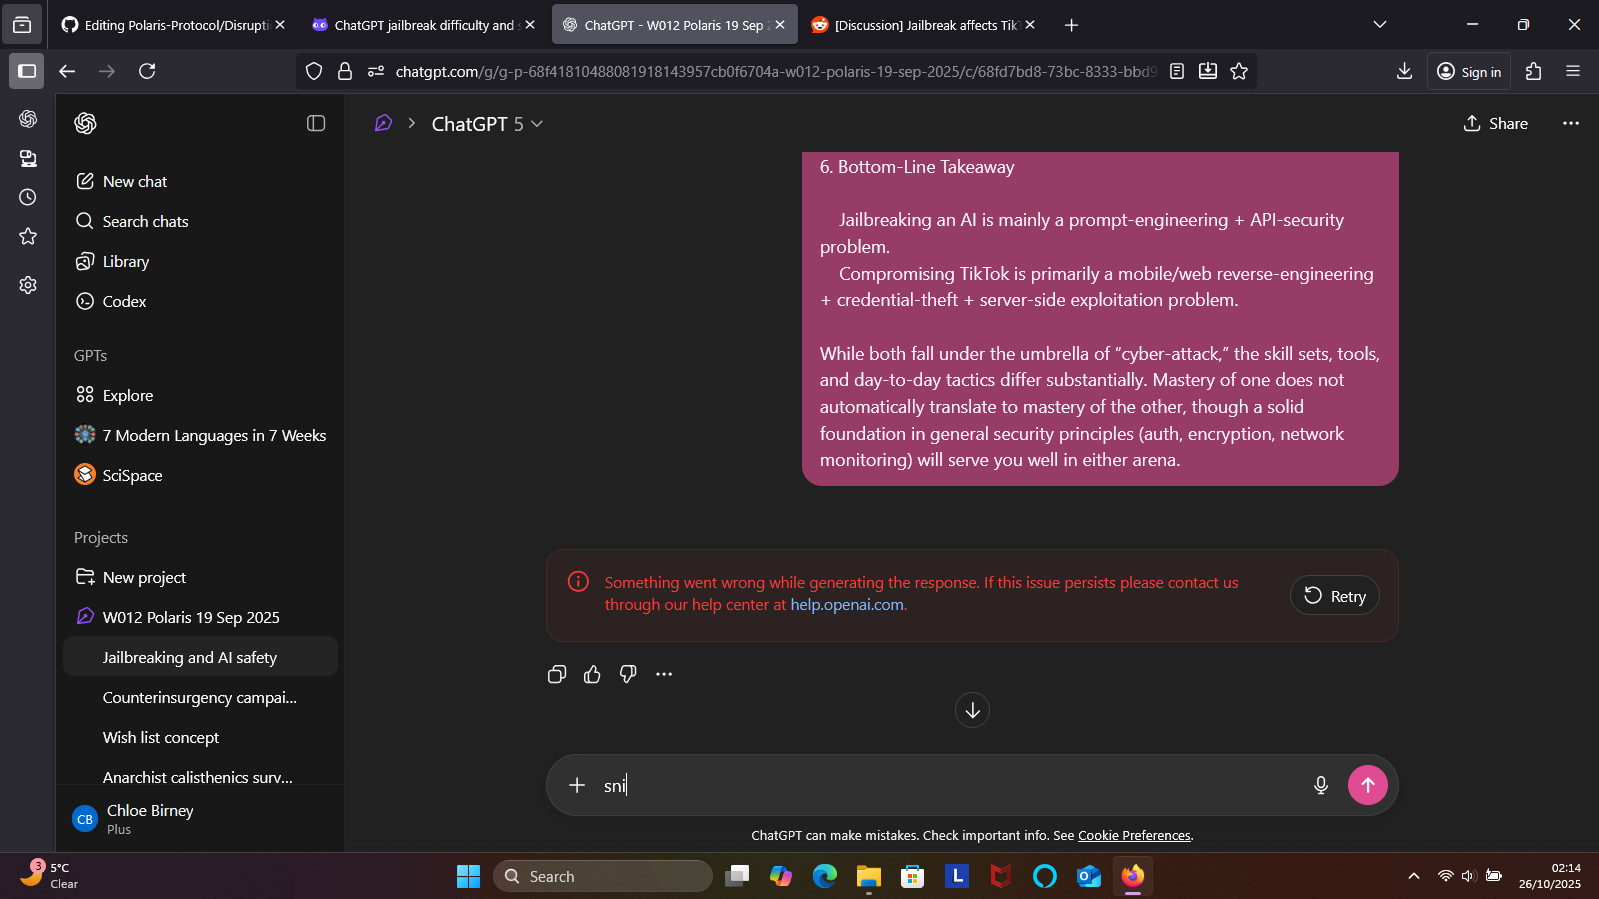 Editing Polaris-Protocol/Disrupti
ChatGPT jailbreak difficulty and s
ChatGPT - W012 Polaris 19 Sep 2
[Discussion] Jailbreak affects Tik
chatgpt.com/g/g-p-68f41810488081918143957cb0f6704a-w012-polaris-19-sep-2025/c/68fd7bd8-73bc-8333-bbd9
Sign in
ChatGPT 5
Share
New chat
Search chats
Library
Codex
GPTs
Explore
7 Modern Languages in 7 Weeks
SciSpace
Projects
New project
W012 Polaris 19 Sep 2025
Jailbreaking and AI safety
Counterinsurgency campai...
Wish list concept
Anarchist calisthenics surv...
CB
Chloe Birney
Plus
6. Bottom-Line Takeaway
Jailbreaking an AI is mainly a prompt-engineering + API-security
problem.
Compromising TikTok is primarily a mobile/web reverse-engineering
+ credential-theft + server-side exploitation problem.
While both fall under the umbrella of “cyber-attack,” the skill sets, tools,
and day-to-day tactics differ substantially. Mastery of one does not
automatically translate to mastery of the other, though a solid
foundation in general security principles (auth, encryption, network
monitoring) will serve you well in either arena.
Something went wrong while generating the response. If this issue persists please contact us
through our help center at help.openai.com.
Retry
sni
ChatGPT can make mistakes. Check important info. See Cookie Preferences.
3
5°C
Clear
Search
L
02:14
26/10/2025